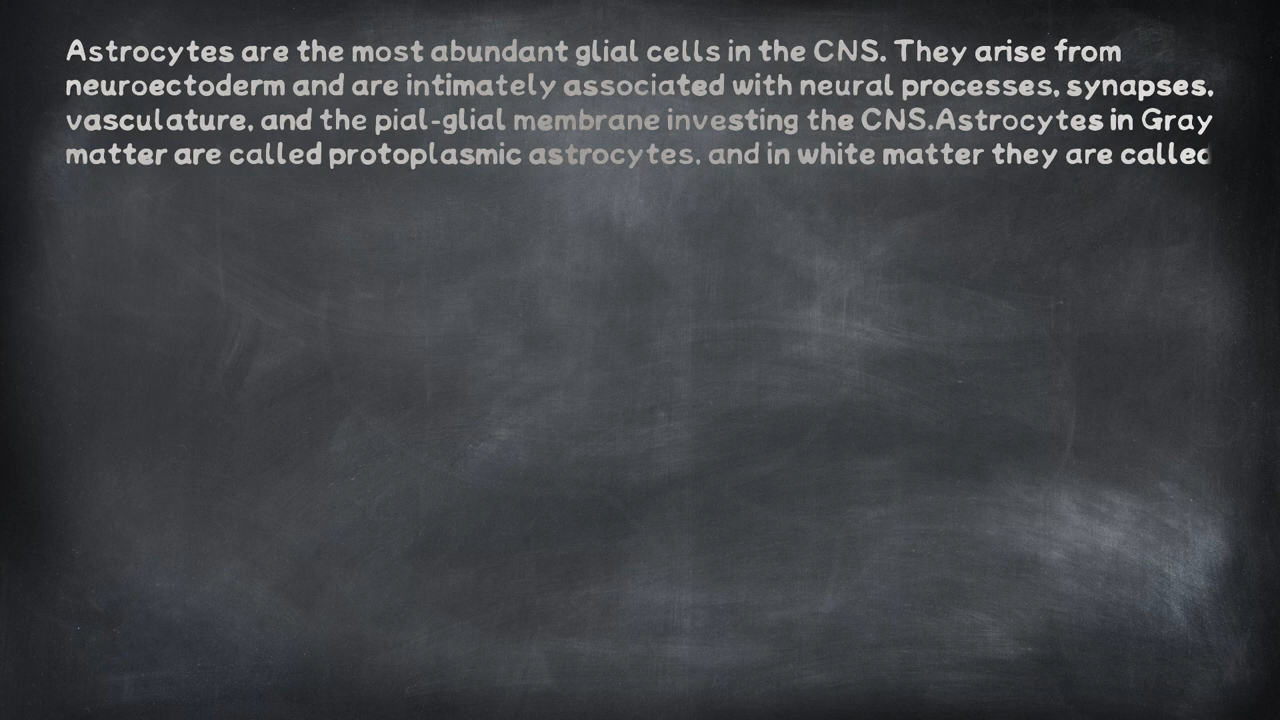 Astrocytes are the most abundant glial cells in the CNS. They arise from
neuroectoderm and are intimately associated with neural processes, synapses,
vasculature, and the pial-glial membrane investing the CNS.Astrocytes in Gray
matter are called protoplasmic astrocytes, and in white matter they are called